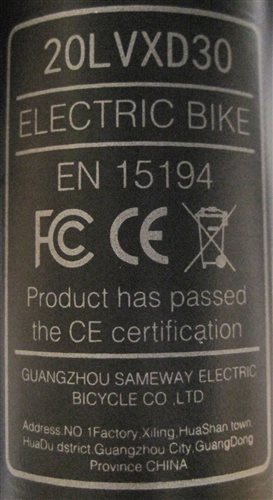 20LVXD30
ELECTRIC BIKE
EN 15194
FC CE
Product has passed
the CE certification
GUANGZHOU SAMEWAY ELECTRIC
BICYCLE CO .,LTD
Address.NO 1Factory.Xiling.HuaShan town.
HuaDu dstrict.Guangzhou City.GuangDong
Province CHINA